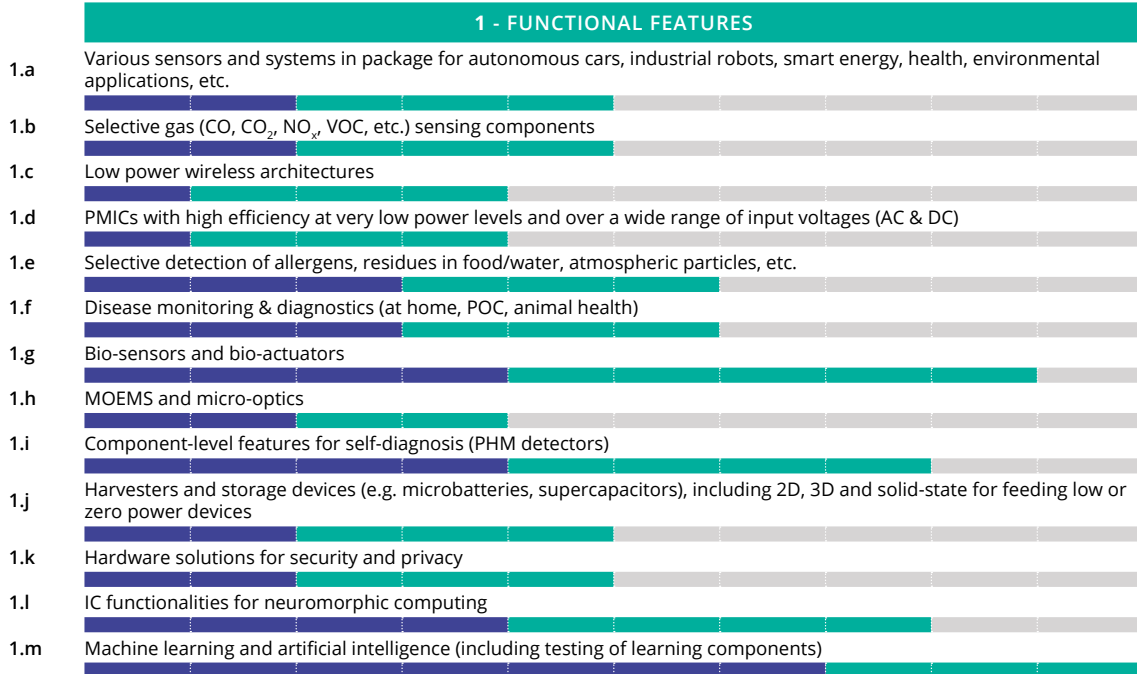 1 - FUNCTIONAL FEATURES
1.a Various sensors and systems in package for autonomous cars, industrial robots, smart energy, health, environmental
applications, etc.
1.b Selective gas (CO, CO₂, NOₓ, VOC, etc.) sensing components
1.c Low power wireless architectures
1.d PMICs with high efficiency at very low power levels and over a wide range of input voltages (AC & DC)
1.e Selective detection of allergens, residues in food/water, atmospheric particles, etc.
1.f Disease monitoring & diagnostics (at home, POC, animal health)
1.g Bio-sensors and bio-actuators
1.h MOEMS and micro-optics
1.i Component-level features for self-diagnosis (PHM detectors)
1.j Harvesters and storage devices (e.g. microbatteries, supercapacitors), including 2D, 3D and solid-state for feeding low or
zero power devices
1.k Hardware solutions for security and privacy
1.l IC functionalities for neuromorphic computing
1.m Machine learning and artificial intelligence (including testing of learning components)